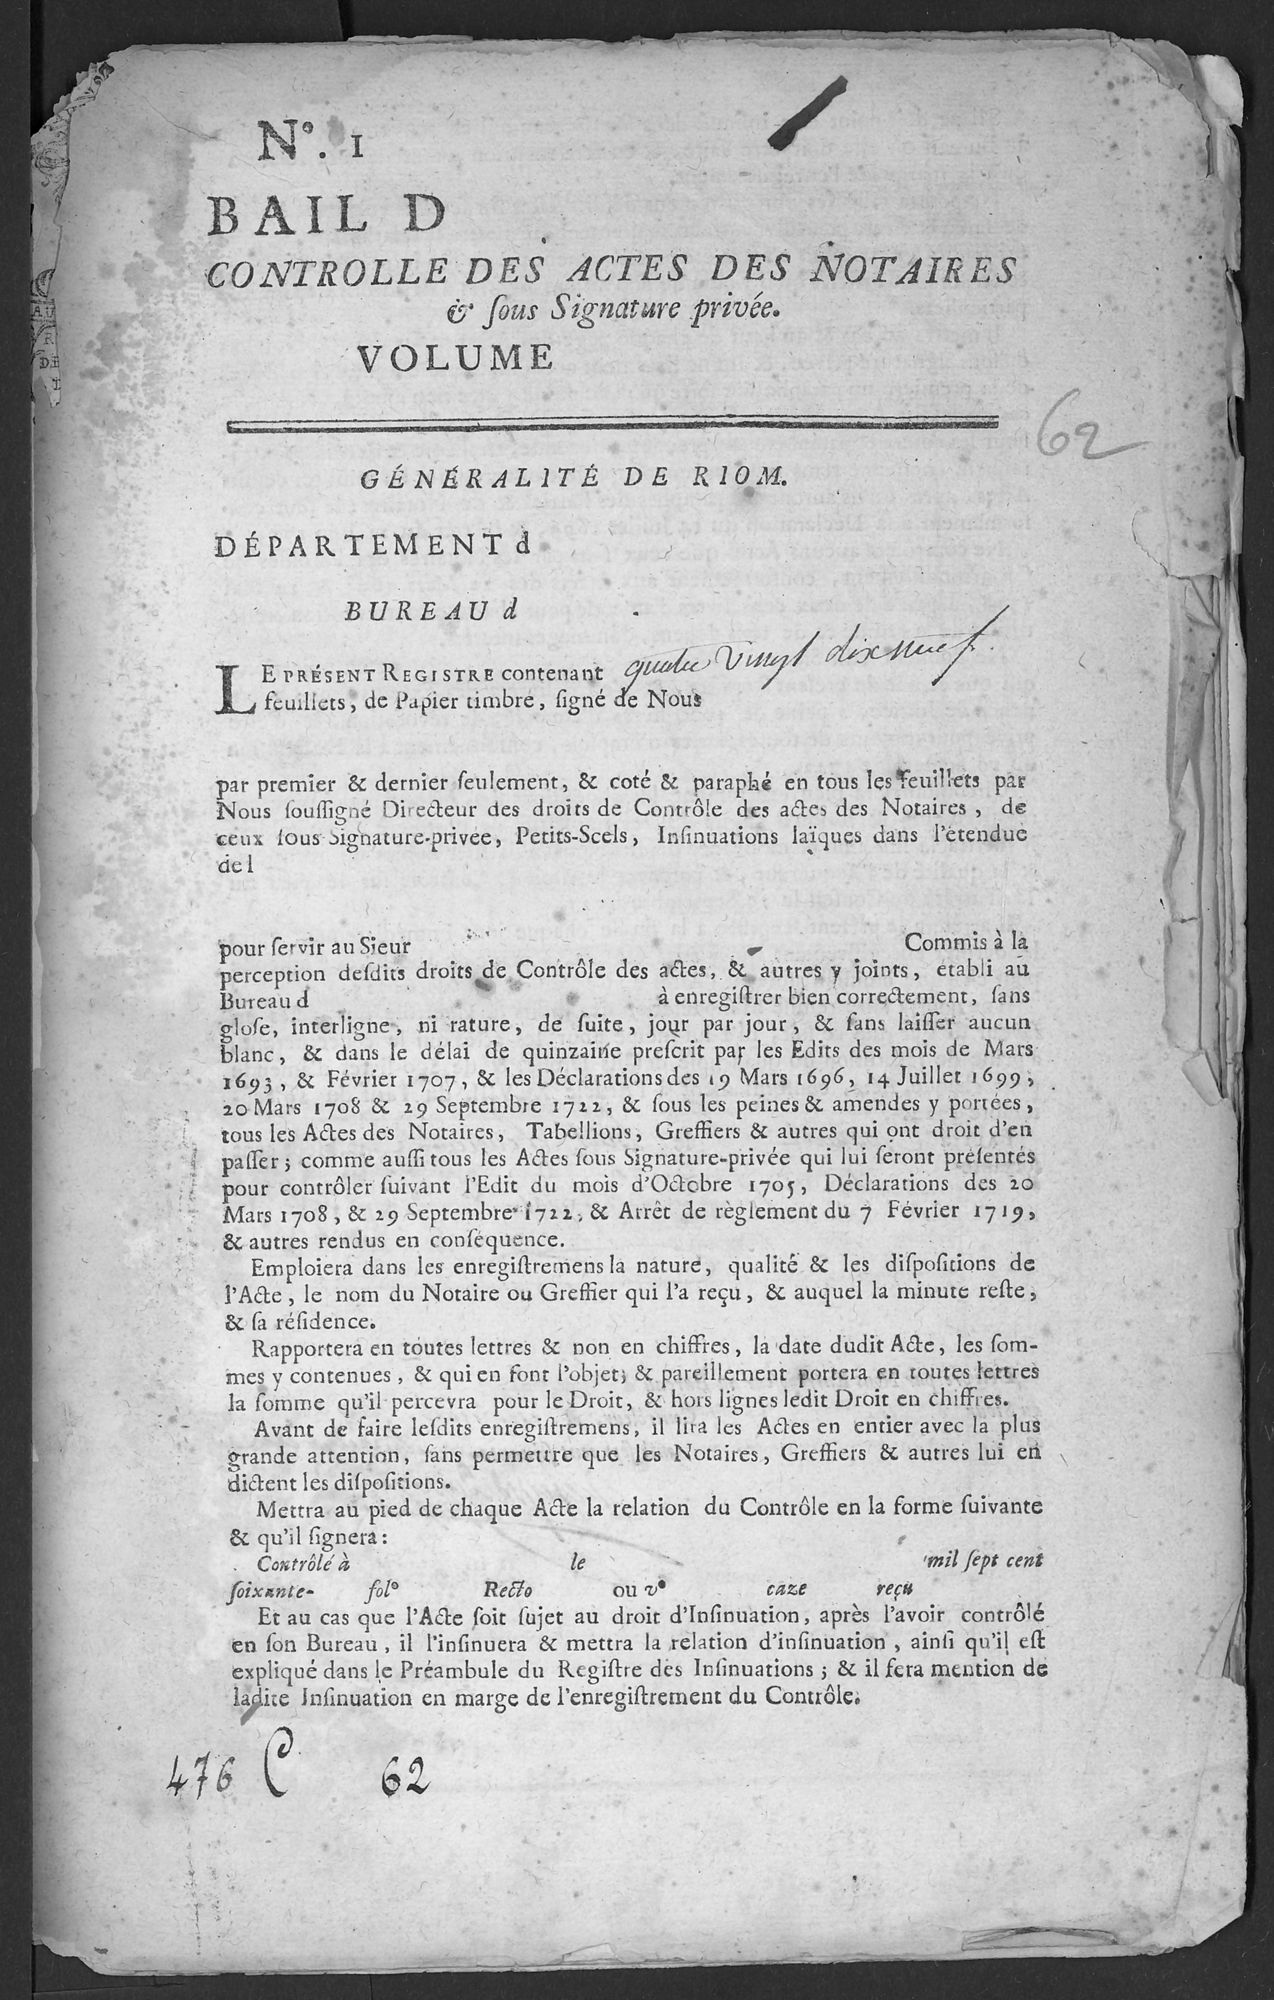 N°. 1
BAIL D
CONTROLLE DES ACTES DES NOTAIRES
& ſous Signature privée.
VOLUME
62
GÉNÉRALITÉ DE RIOM.
DÉPARTEMENT d
BUREAU d
LE PRÉSENT REGISTRE contenant quatre vingt dix neuf
feuillets, de Papier timbré, ſigné de Nous
par premier & dernier ſeulement, & coté & paraphé en tous les feuillets par
Nous ſouſſigné Directeur des droits de Contrôle des actes des Notaires, de
ceux ſous Signature-privée, Petits-Scels, Inſinuations laïques dans l'étendue
de l
pour ſervir au Sieur Commis à la
perception deſdits droits de Contrôle des actes, & autres y joints, établi au
Bureau d à enregiſtrer bien correctement, ſans
gloſe, interligne, ni rature, de ſuite, jour par jour, & ſans laiſſer aucun
blanc, & dans le délai de quinzaine preſcrit par les Edits des mois de Mars
1693, & Février 1707, & les Déclarations des 19 Mars 1696, 14 Juillet 1699,
20 Mars 1708 & 29 Septembre 1722, & ſous les peines & amendes y portées,
tous les Actes des Notaires, Tabellions, Greffiers & autres qui ont droit d'en
paſſer; comme auſſi tous les Actes ſous Signature-privée qui lui ſeront préſentés
pour contrôler ſuivant l'Edit du mois d'Octobre 1705, Déclarations des 20
Mars 1708, & 29 Septembre 1722, & Arrêt de règlement du 7 Février 1719,
& autres rendus en conſéquence.
Emploiera dans les enregiſtremens la nature, qualité & les diſpoſitions de
l'Acte, le nom du Notaire ou Greffier qui l'a reçu, & auquel la minute reſte,
& ſa réſidence.
Rapportera en toutes lettres & non en chiffres, la date dudit Acte, les ſom-
mes y contenues, & qui en font l'objet; & pareillement portera en toutes lettres
la ſomme qu'il percevra pour le Droit, & hors lignes ledit Droit en chiffres.
Avant de faire leſdits enregiſtremens, il lira les Actes en entier avec la plus
grande attention, ſans permettre que les Notaires, Greffiers & autres lui en
dictent les diſpoſitions.
Mettra au pied de chaque Acte la relation du Contrôle en la forme ſuivante
& qu'il ſignera:
Contrôlé à le mil ſept cent
ſoixante- fol° Recto ou v° caze reçu
Et au cas que l'Acte ſoit ſujet au droit d'Inſinuation, après l'avoir contrôlé
en ſon Bureau, il l'inſinuera & mettra la relation d'inſinuation, ainſi qu'il eſt
expliqué dans le Préambule du Regiſtre des Inſinuations; & il fera mention de
ladite Inſinuation en marge de l'enregiſtrement du Contrôle.
476 C 62